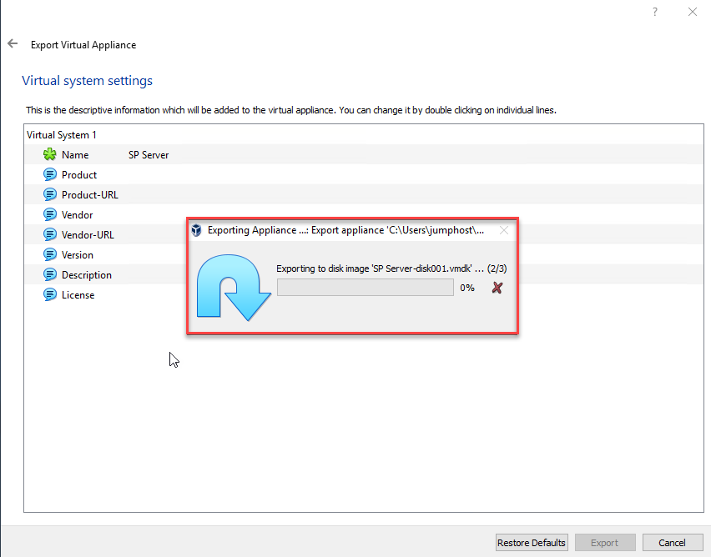 ?
Export Virtual Appliance
Virtual system settings
This is the descriptive information which will be added to the virtual appliance. You can change it by double clicking on individual lines.
Virtual System 1
Name SP Server
Product
Product-URL
Vendor
Vendor-URL
Version
Description
License
Exporting Appliance ...: Export appliance 'C:\Users\jumphost\...
Exporting to disk image 'SP Server-disk001.vmdk' ... (2/3)
0%
Restore Defaults Export Cancel